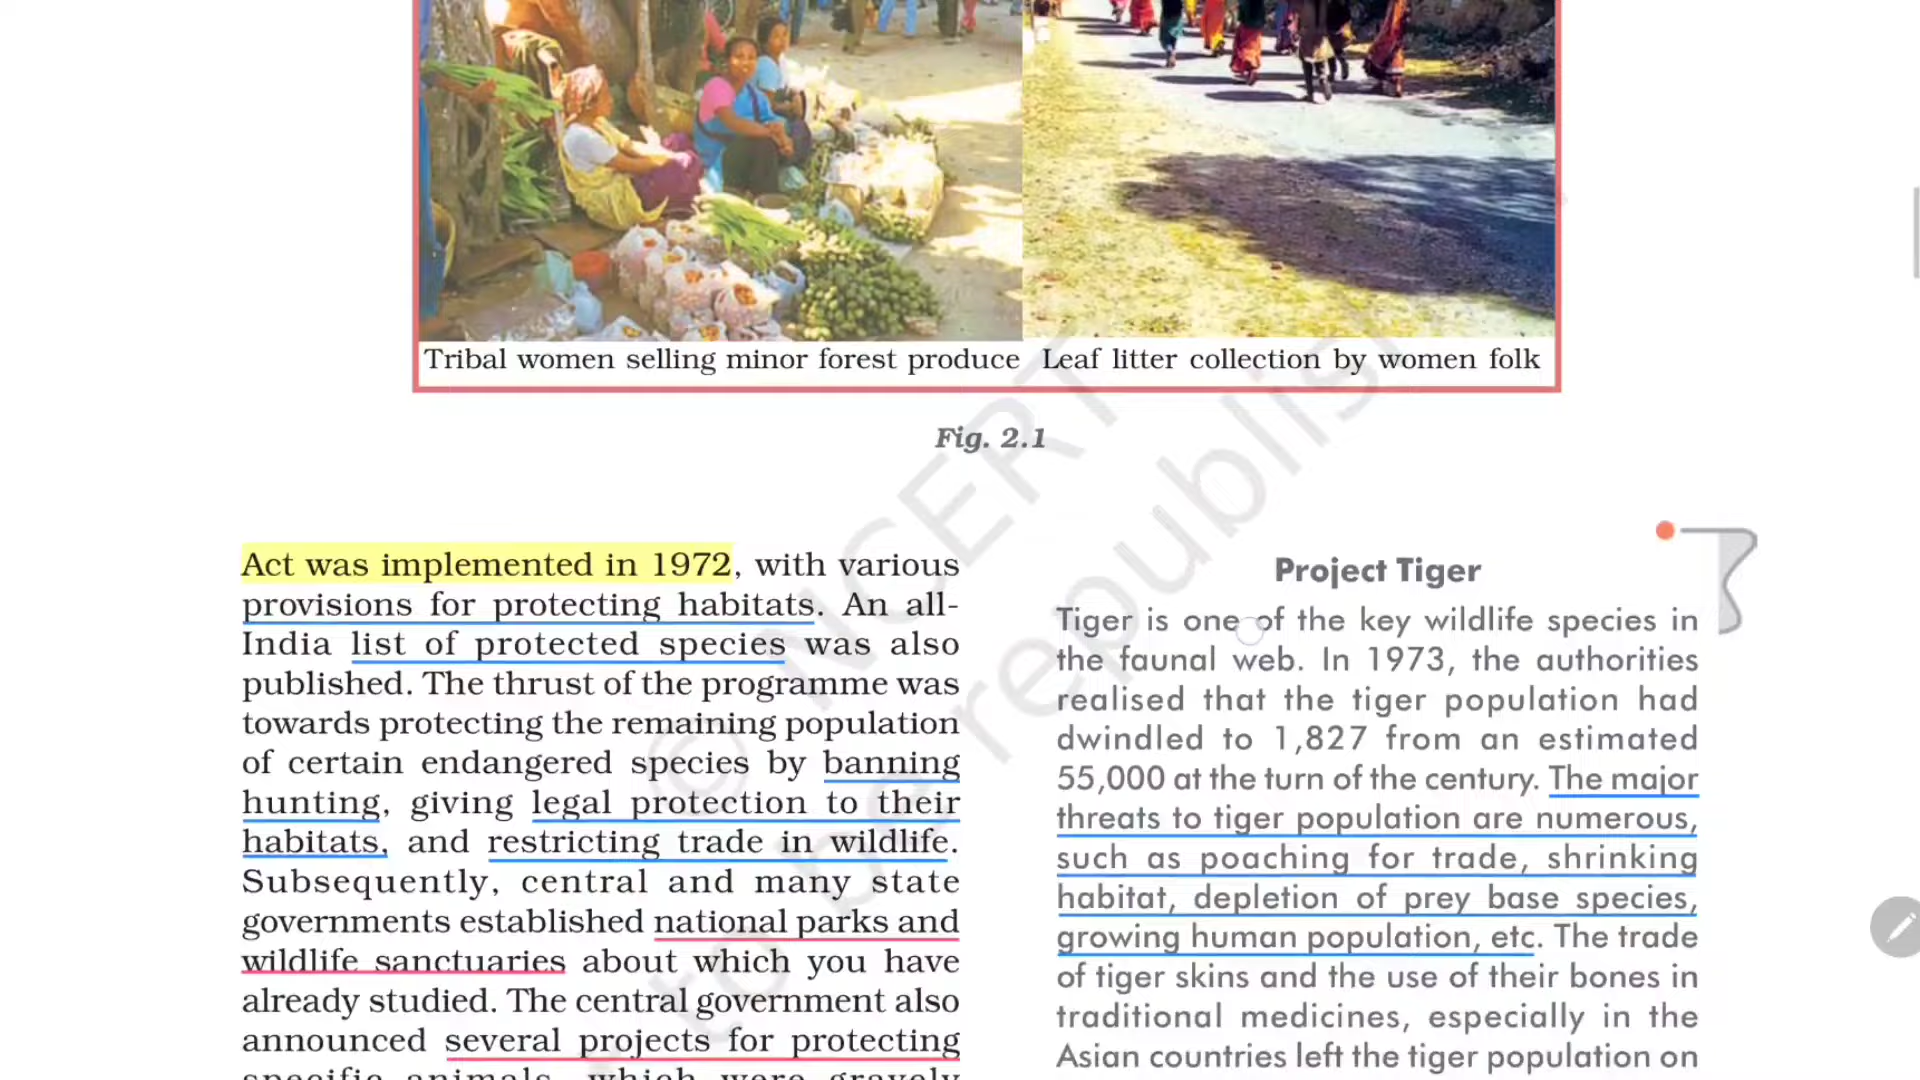 Tribal women selling minor forest produce
Leaf litter collection by women folk
Fig. 2.1
Act was implemented in 1972, with various
provisions for protecting habitats. An all-
India list of protected species was also
published. The thrust of the programme was
towards protecting the remaining population
of certain endangered species by banning
hunting, giving legal protection to their
habitats, and restricting trade in wildlife.
Subsequently, central and many state
governments established national parks and
wildlife sanctuaries about which you have
already studied. The central government also
announced several projects for protecting
specific animals, which were gravely
Project Tiger
Tiger is one of the key wildlife species in
the faunal web. In 1973, the authorities
realised that the tiger population had
dwindled to 1,827 from an estimated
55,000 at the turn of the century. The major
threats to tiger population are numerous,
such as poaching for trade, shrinking
habitat, depletion of prey base species,
growing human population, etc. The trade
of tiger skins and the use of their bones in
traditional medicines, especially in the
Asian countries left the tiger population on
© NCERT
to be republis